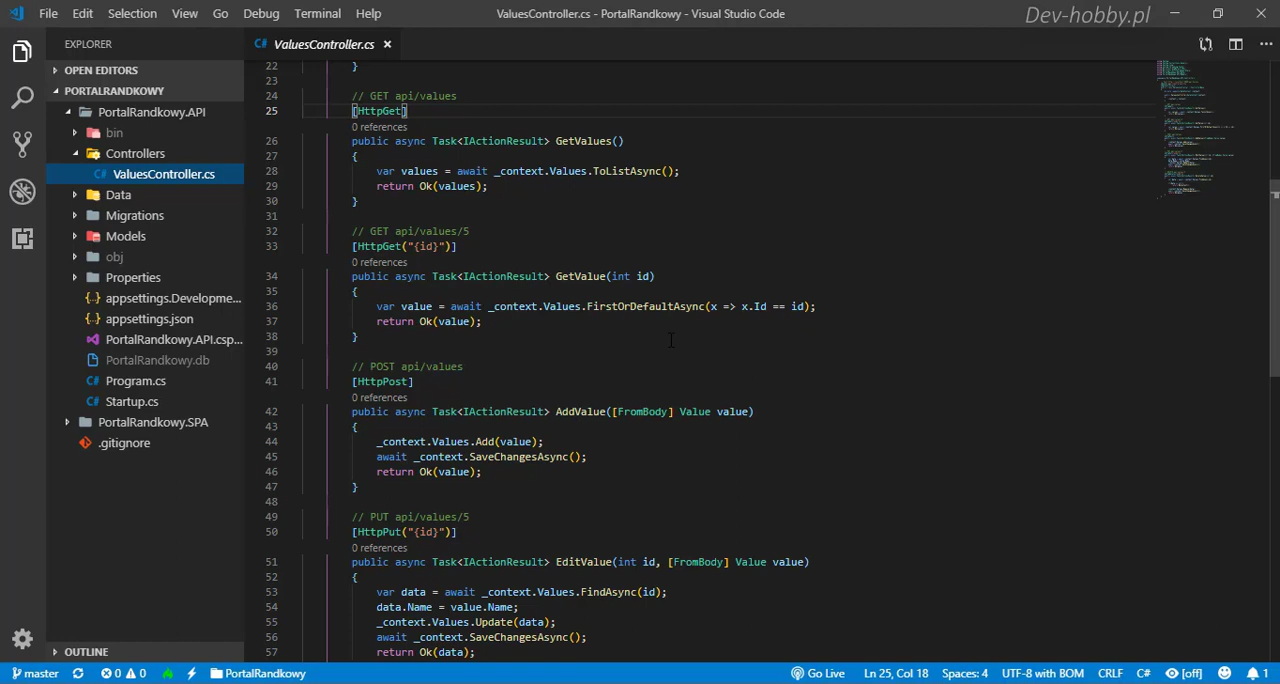 File Edit Selection View Go Debug Terminal Help
ValuesController.cs - PortalRandkowy - Visual Studio Code
Dev-hobby.pl
EXPLORER
OPEN EDITORS
PORTALRANDKOWY
PortalRandkowy.API
bin
Controllers
C# ValuesController.cs
Data
Migrations
Models
obj
Properties
{..} appsettings.Developme...
{..} appsettings.json
PortalRandkowy.API.csp...
PortalRandkowy.db
C# Program.cs
C# Startup.cs
PortalRandkowy.SPA
.gitignore
OUTLINE
C# ValuesController.cs
22 }
23
24 // GET api/values
25 [HttpGet]
0 references
26 public async Task<IActionResult> GetValues()
27 {
28 var values = await _context.Values.ToListAsync();
29 return Ok(values);
30 }
31
32 // GET api/values/5
33 [HttpGet("{id}")]
0 references
34 public async Task<IActionResult> GetValue(int id)
35 {
36 var value = await _context.Values.FirstOrDefaultAsync(x => x.Id == id);
37 return Ok(value);
38 }
39
40 // POST api/values
41 [HttpPost]
0 references
42 public async Task<IActionResult> AddValue([FromBody] Value value)
43 {
44 _context.Values.Add(value);
45 await _context.SaveChangesAsync();
46 return Ok(value);
47 }
48
49 // PUT api/values/5
50 [HttpPut("{id}")]
0 references
51 public async Task<IActionResult> EditValue(int id, [FromBody] Value value)
52 {
53 var data = await _context.Values.FindAsync(id);
54 data.Name = value.Name;
55 _context.Values.Update(data);
56 await _context.SaveChangesAsync();
57 return Ok(data);
master 0 0 PortalRandkowy Go Live Ln 25, Col 18 Spaces: 4 UTF-8 with BOM CRLF C# [off] 1